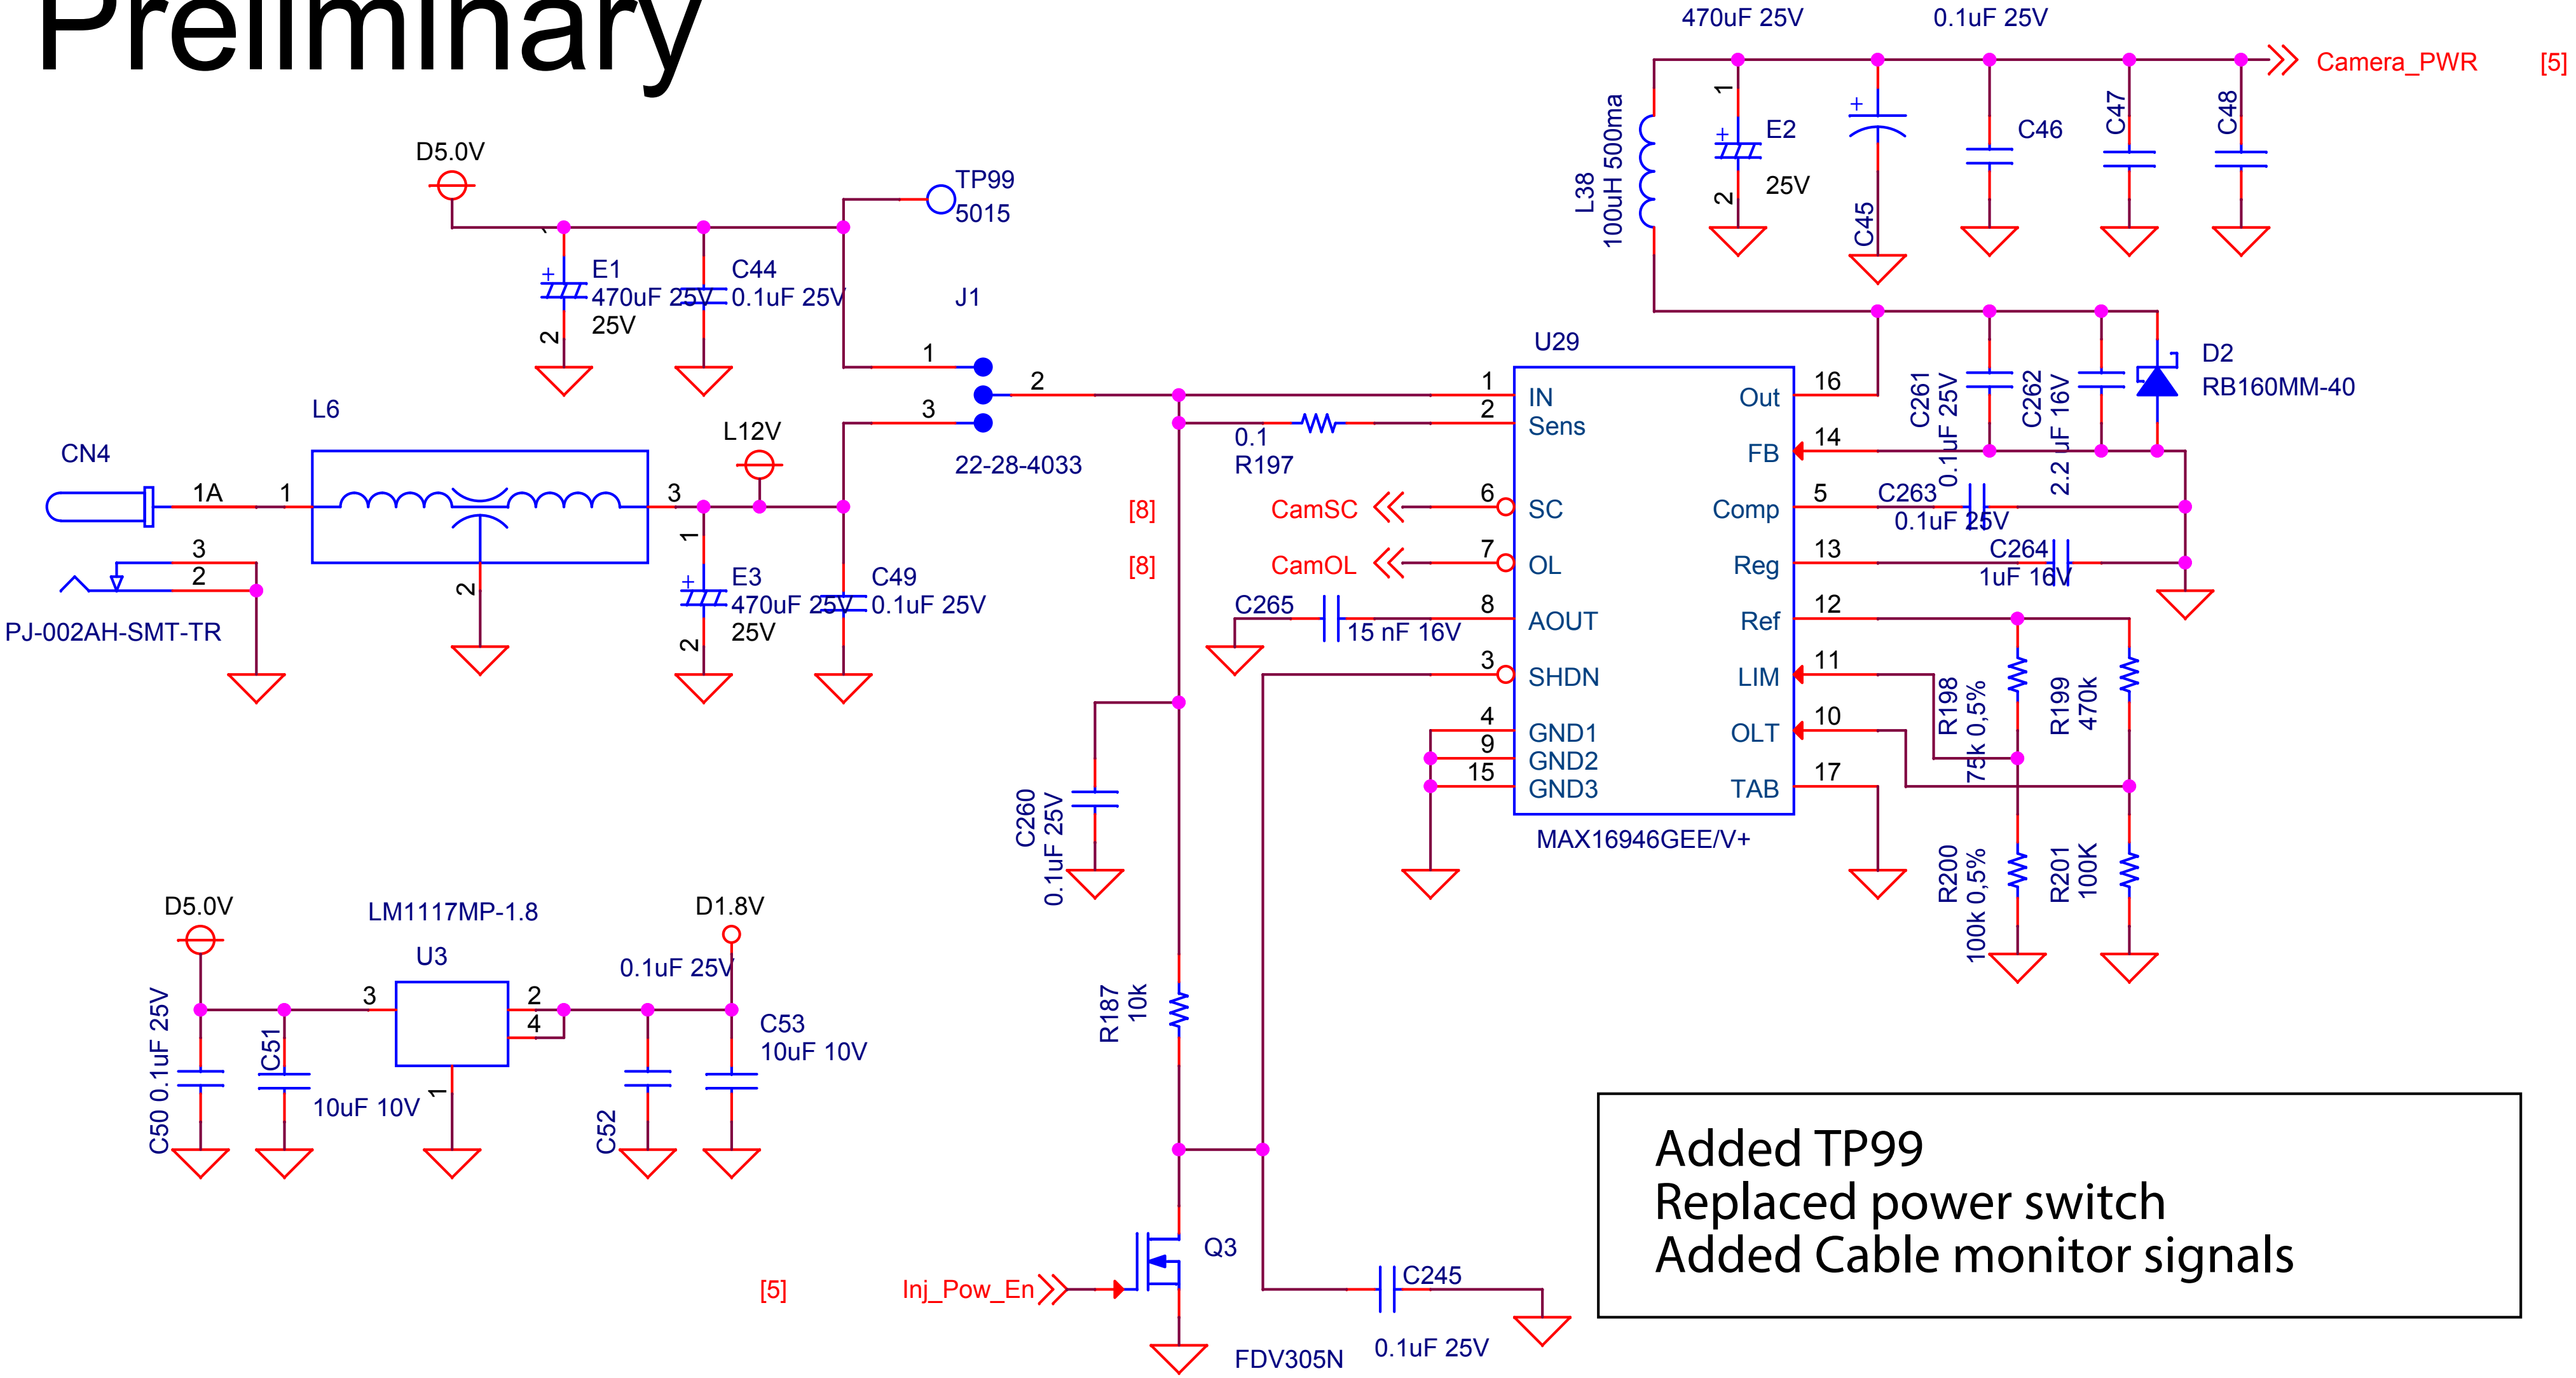 Preliminary
470uF 25V
0.1uF 25V
Camera_PWR
[5]
L38
100uH 500ma
1
+
E2
25V
2
+
C45
C46
C47
C48
D5.0V
TP99
5015
1
+
E1
470uF 25V
25V
2
C44
0.1uF 25V
J1
1
2
3
22-28-4033
L6
CN4
1A
1
3
3
2
2
PJ-002AH-SMT-TR
L12V
1
+
E3
470uF 25V
25V
2
C49
0.1uF 25V
0.1
R197
[8]
CamSC
[8]
CamOL
C265
15 nF 16V
U29
1
IN
2
Sens
6
SC
7
OL
8
AOUT
3
SHDN
4
GND1
9
GND2
15
GND3
Out
16
FB
14
Comp
5
Reg
13
Ref
12
LIM
11
OLT
10
TAB
17
MAX16946GEE/V+
C261
0.1uF 25V
C262
2.2 uF 16V
D2
RB160MM-40
C263
0.1uF 25V
C264
1uF 16V
R198
75k 0,5%
R199
470k
R200
100k 0,5%
R201
100K
C260
0.1uF 25V
R187
10k
D5.0V
LM1117MP-1.8
U3
D1.8V
0.1uF 25V
3
2
4
1
C50 0.1uF 25V
C51
10uF 10V
C52
C53
10uF 10V
[5]
Inj_Pow_En
Q3
FDV305N
C245
0.1uF 25V
Added TP99
Replaced power switch
Added Cable monitor signals